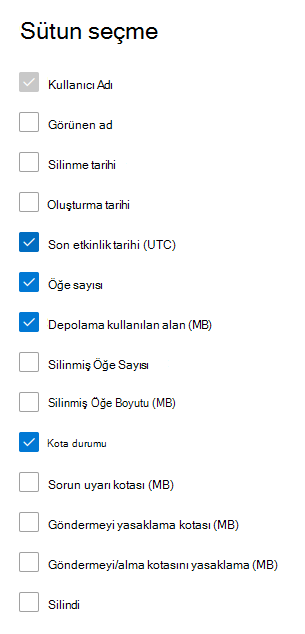 Sütun seçme
Kullanıcı Adı
Görünen ad
Silinme tarihi
Oluşturma tarihi
Son etkinlik tarihi (UTC)
Öğe sayısı
Depolama kullanılan alan (MB)
Silinmiş Öğe Sayısı
Silinmiş Öğe Boyutu (MB)
Kota durumu
Sorun uyarı kotası (MB)
Göndermeyi yasaklama kotası (MB)
Göndermeyi/alma kotasını yasaklama (MB)
Silindi